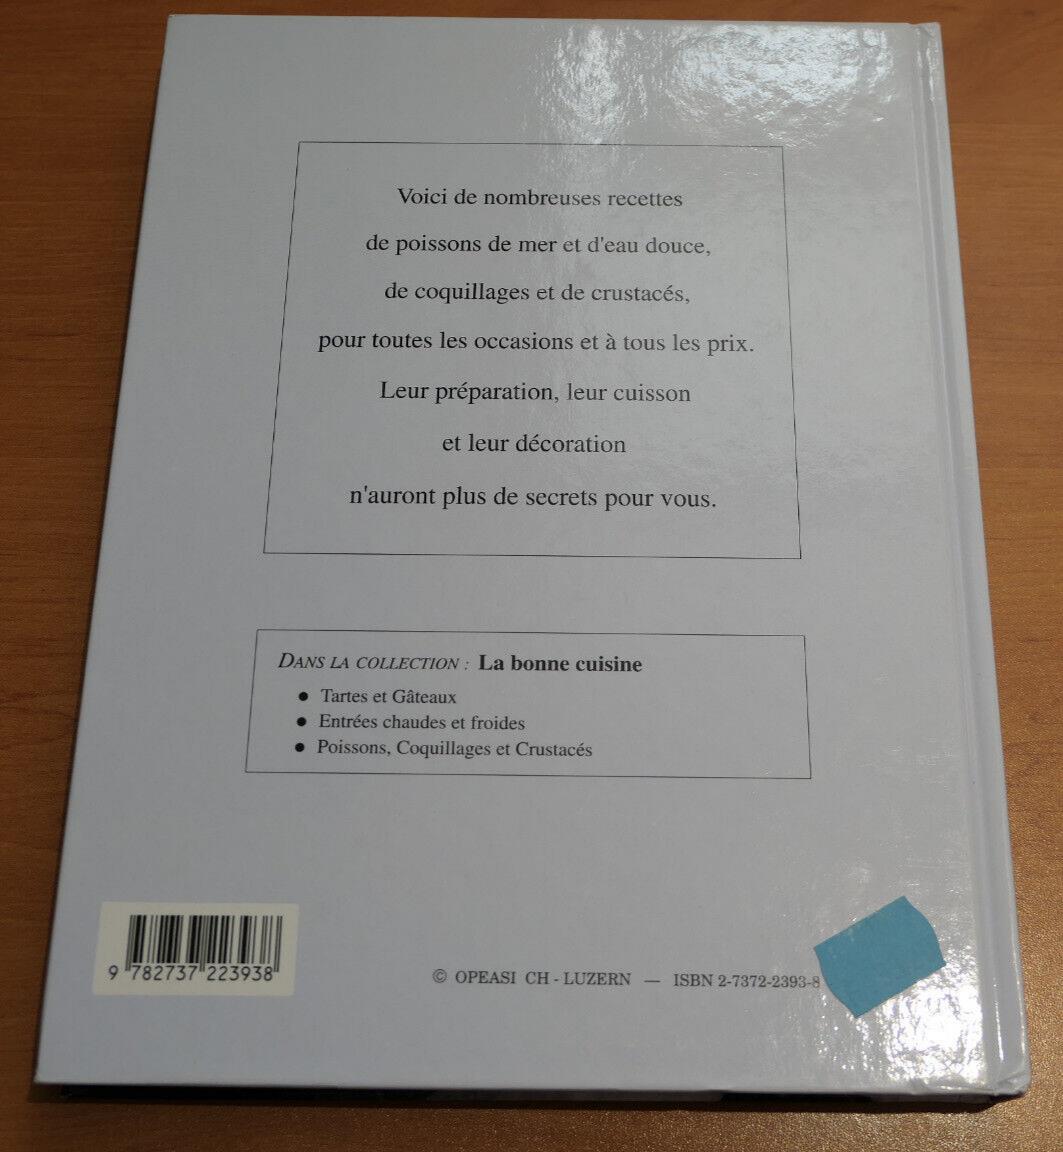 Voici de nombreuses recettes
de poissons de mer et d'eau douce,
de coquillages et de crustacés,
pour toutes les occasions et à tous les prix.
Leur préparation, leur cuisson
et leur décoration
n'auront plus de secrets pour vous.
DANS LA COLLECTION : La bonne cuisine
● Tartes et Gâteaux
● Entrées chaudes et froides
● Poissons, Coquillages et Crustacés
9 782737 223938
© OPEASI CH - LUZERN — ISBN 2-7372-2393-8